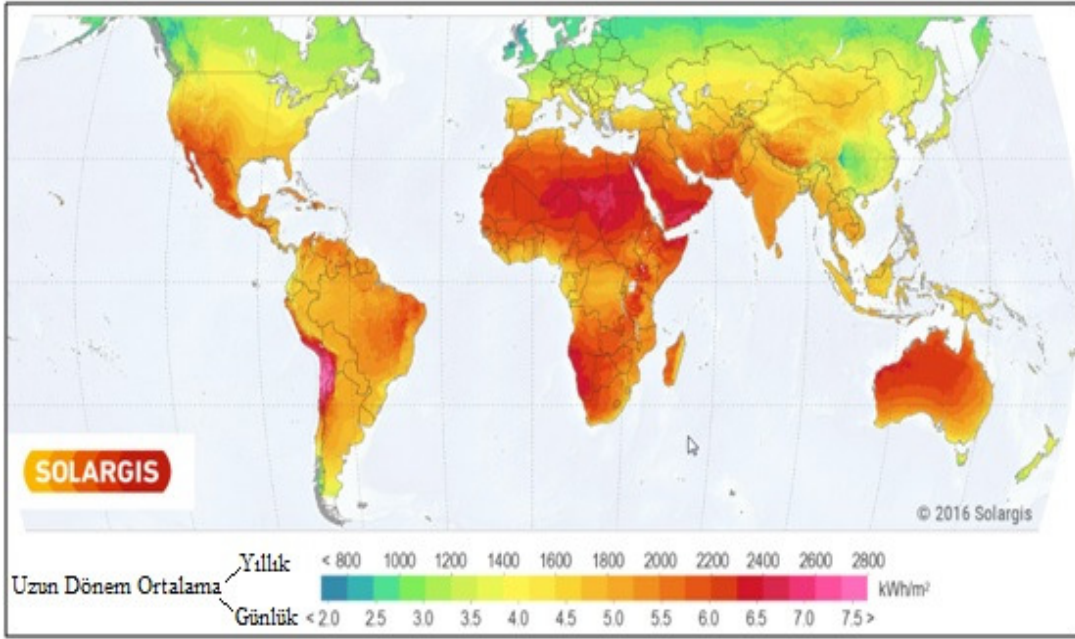 SOLARGIS
© 2016 Solargis
Yıllık < 800 1000 1200 1400 1600 1800 2000 2200 2400 2600 2800
Uzun Dönem Ortalama kWh/m²
Günlük < 2.0 2.5 3.0 3.5 4.0 4.5 5.0 5.5 6.0 6.5 7.0 7.5 >